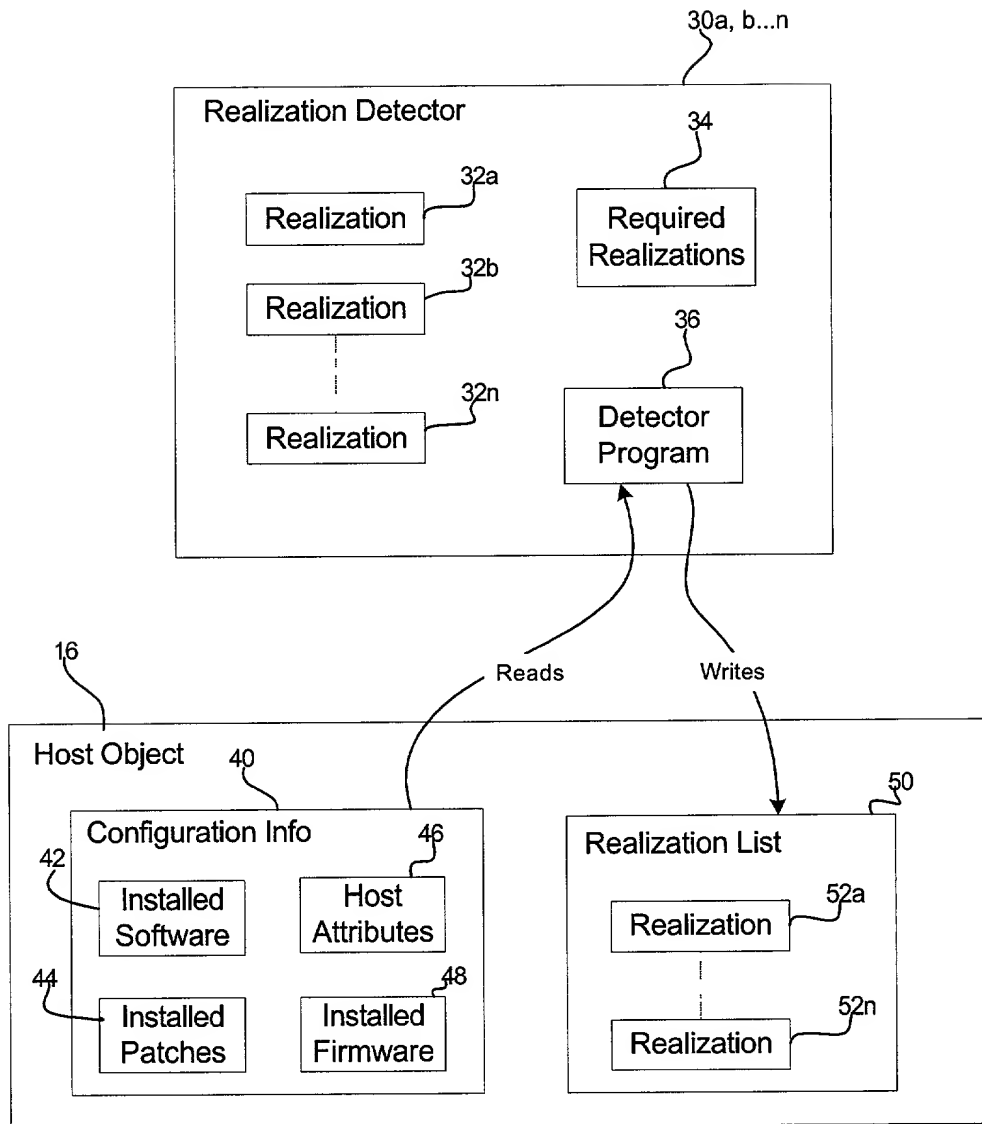 30a, b...n
Realization Detector
34
32a
Realization
Required
Realizations
32b
Realization
36
32n
Realization
Detector
Program
16
Reads
Writes
Host Object
40
50
Configuration Info
46
Realization List
42
Installed
Software
Host
Attributes
52a
Realization
44
48
Installed
Patches
Installed
Firmware
52n
Realization